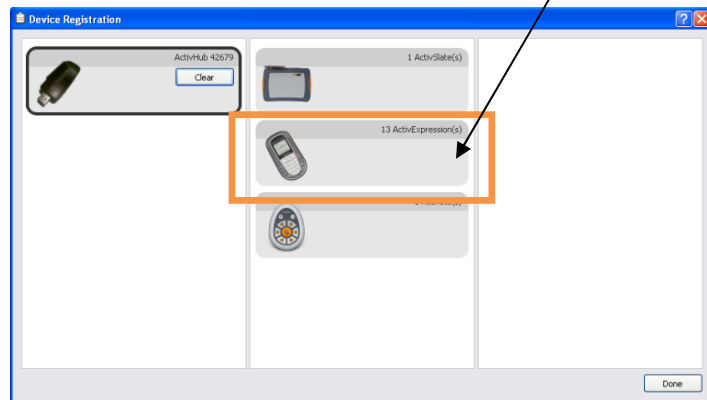 Device Registration
ActivHub 42679
Clear
1 ActivSlate(s)
13 ActivExpression(s)
Done